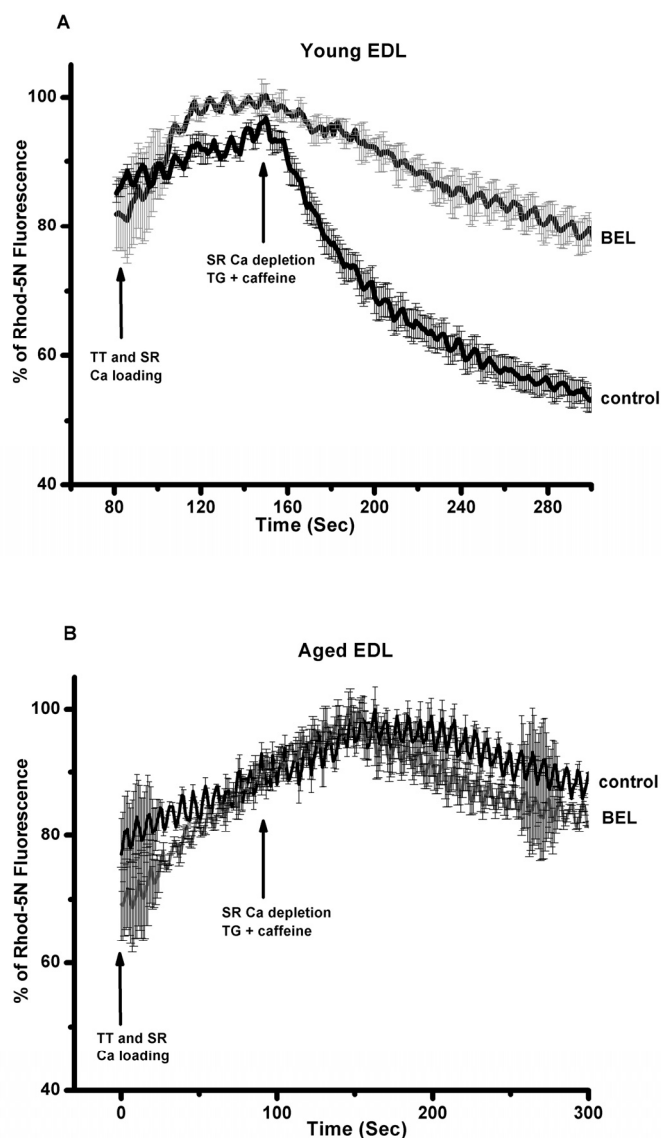 A
Young EDL
% of Rhod-5N Fluorescence
100
80
60
40
BEL
control
SR Ca depletion
TG + caffeine
TT and SR
Ca loading
80 120 160 200 240 280
Time (Sec)
B
Aged EDL
% of Rhod-5N Fluorescence
100
80
60
40
control
BEL
SR Ca depletion
TG + caffeine
TT and SR
Ca loading
0 100 200 300
Time (Sec)